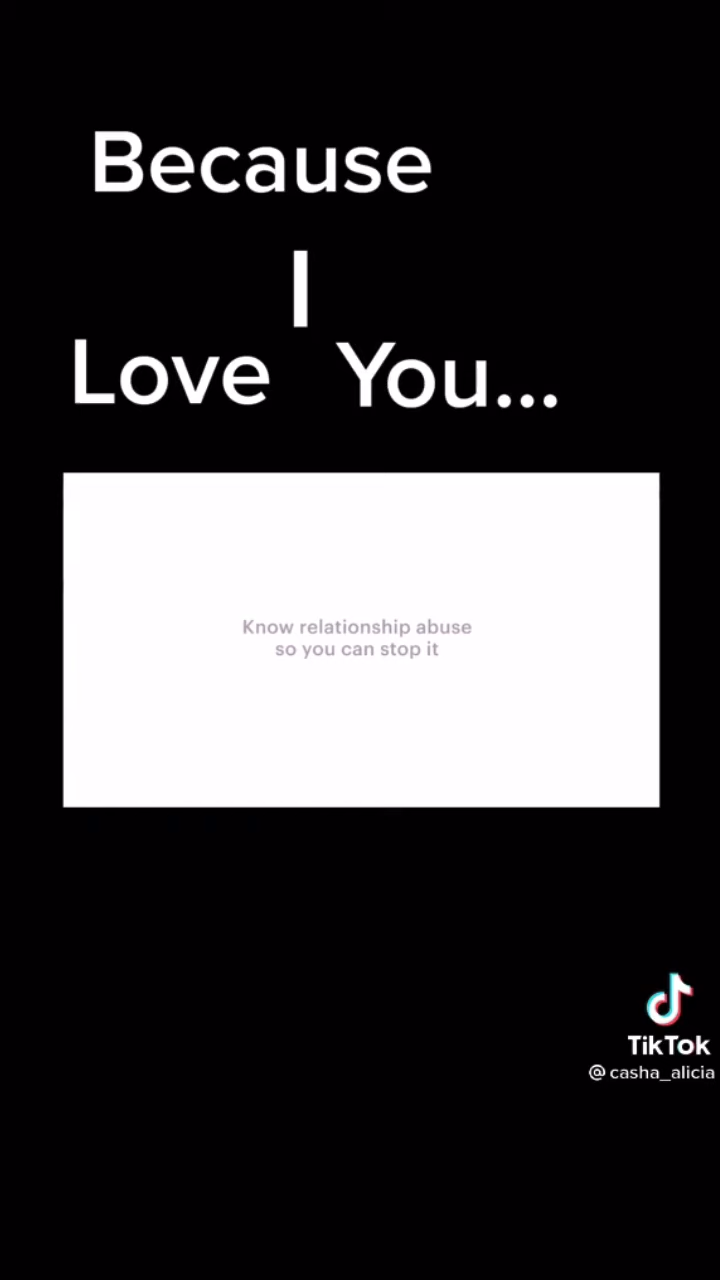 Because
I
Love You...
Know relationship abuse
so you can stop it
TikTok
@casha_alicia